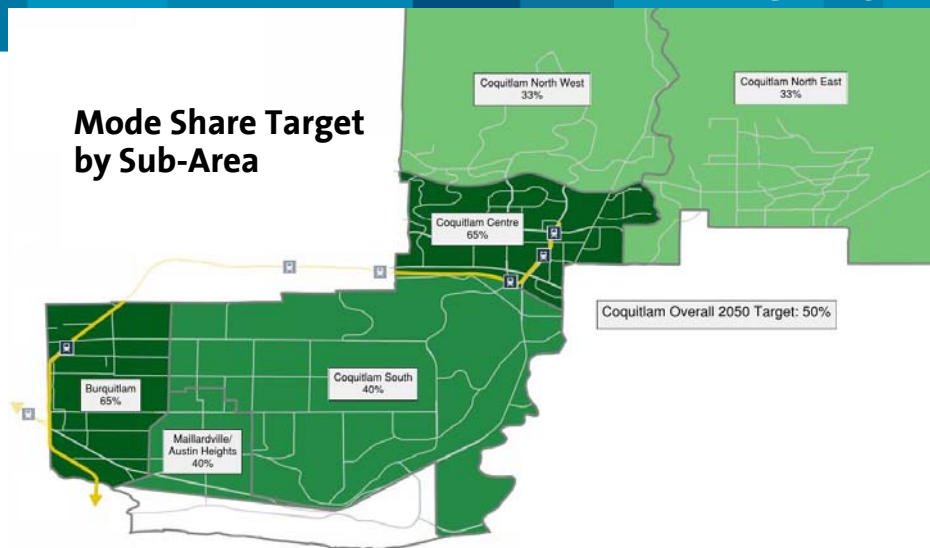 Mode Share Target
by Sub-Area
Coquitlam North West
33%
Coquitlam North East
33%
Coquitlam Centre
65%
Coquitlam Overall 2050 Target: 50%
Coquitlam South
40%
Burquitlam
65%
Maillardville/
Austin Heights
40%